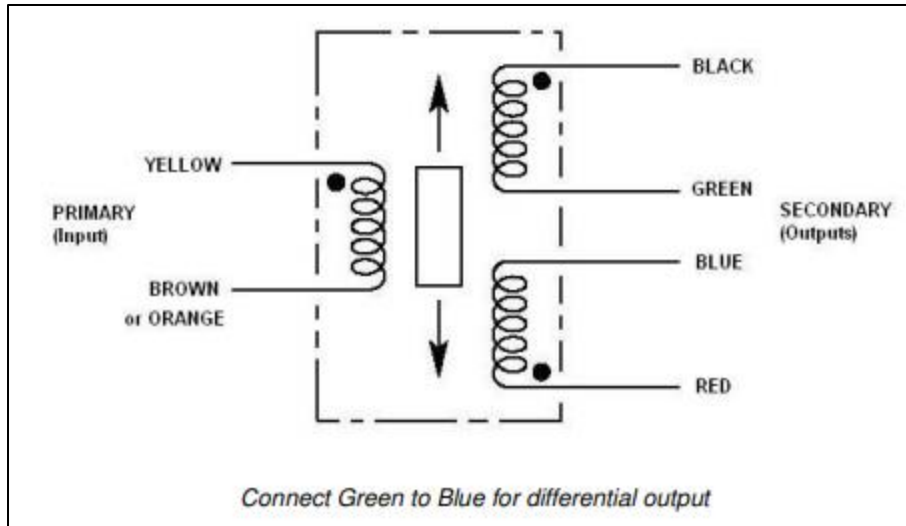 BLACK
YELLOW
GREEN
PRIMARY
(Input)
SECONDARY
(Outputs)
BLUE
BROWN
or ORANGE
RED
Connect Green to Blue for differential output